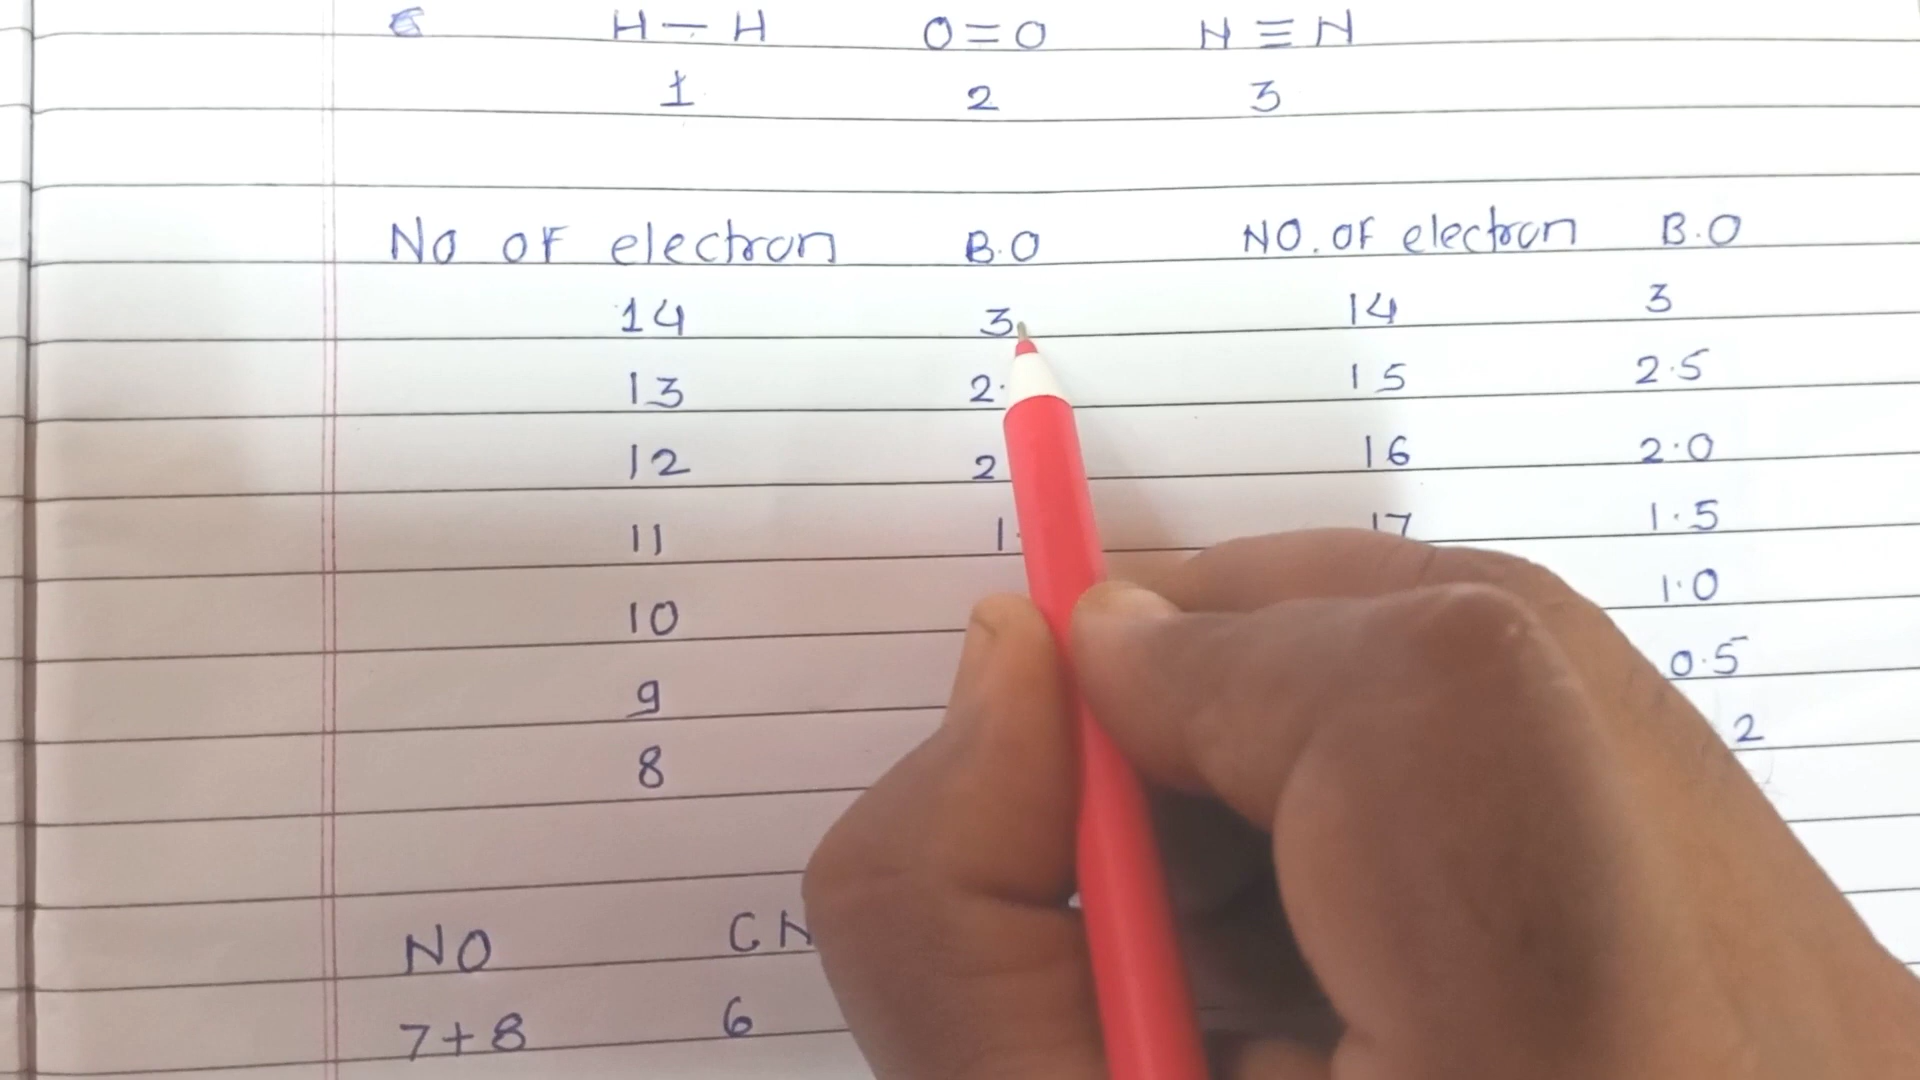 H — H O = O N ≡ N
1 2 3
No OF electron B.O NO. OF electron B.O
14 3 14 3
13 2. 15 2.5
12 2 16 2.0
11 1. 17 1.5
10 1.0
9 0.5
8 2
NO CN
7+8 6